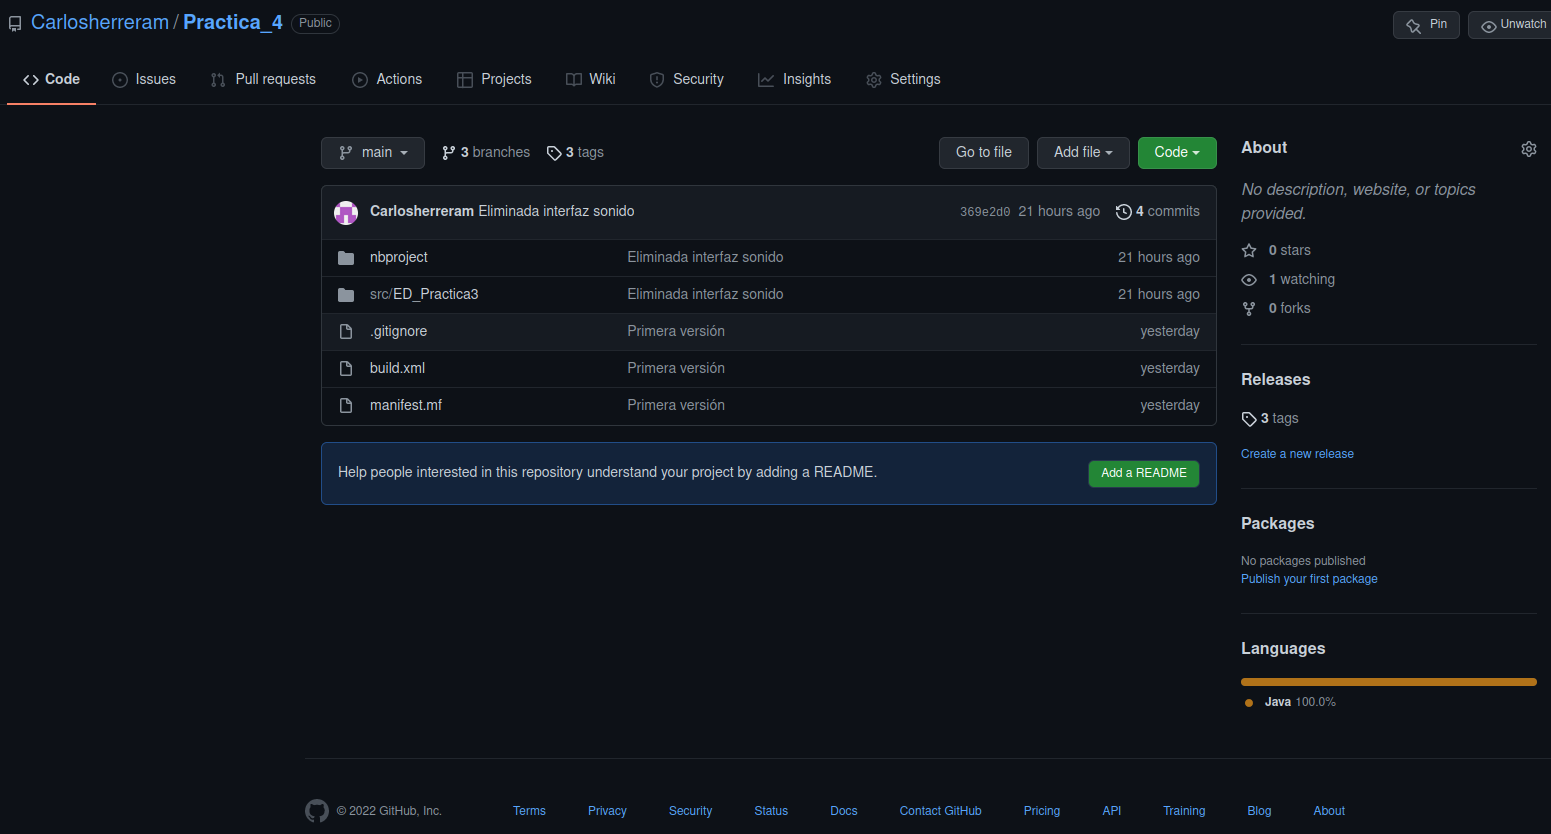 Carlosherreram / Practica_4 Public
Pin
Unwatch
Code
Issues
Pull requests
Actions
Projects
Wiki
Security
Insights
Settings
main
3 branches
3 tags
Go to file
Add file
Code
Carlosherreram Eliminada interfaz sonido 369e2d0 21 hours ago 4 commits
nbproject Eliminada interfaz sonido 21 hours ago
src/ED_Practica3 Eliminada interfaz sonido 21 hours ago
.gitignore Primera versión yesterday
build.xml Primera versión yesterday
manifest.mf Primera versión yesterday
Help people interested in this repository understand your project by adding a README.
Add a README
About
No description, website, or topics
provided.
0 stars
1 watching
0 forks
Releases
3 tags
Create a new release
Packages
No packages published
Publish your first package
Languages
Java 100.0%
© 2022 GitHub, Inc.
Terms
Privacy
Security
Status
Docs
Contact GitHub
Pricing
API
Training
Blog
About